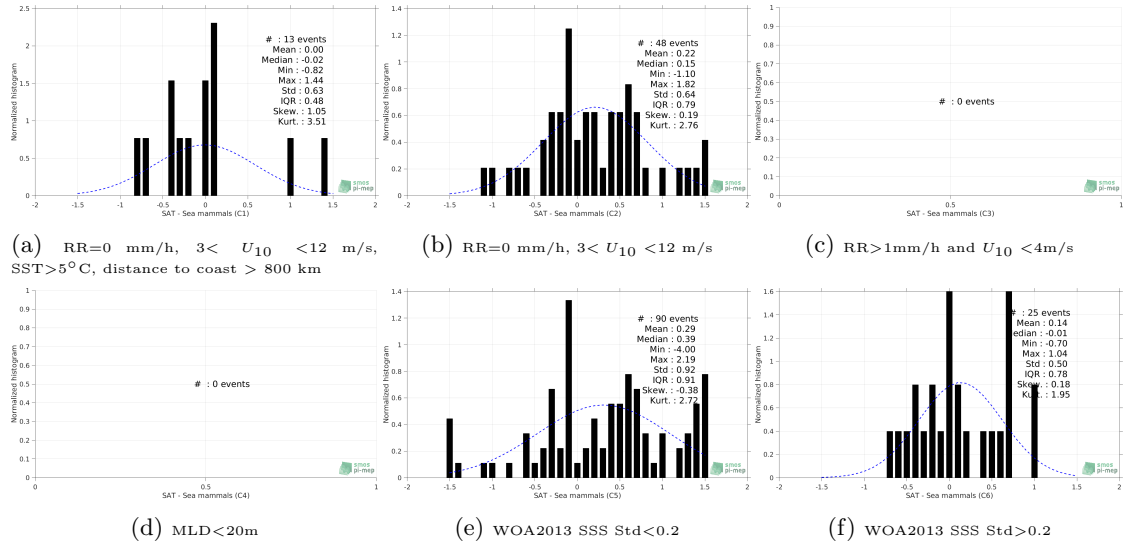 2.5
2
1.5
1
0.5
0
-2
-1.5
-1
-0.5
0
0.5
1
1.5
2
Normalized histogram
SAT - Sea mammals (C1)
# : 13 events
Mean : 0.00
Median : -0.02
Min : -0.82
Max : 1.44
Std : 0.63
IQR : 0.48
Skew. : 1.05
Kurt. : 3.51
smos
pi-mep
1.4
1.2
1
0.8
0.6
0.4
0.2
0
-2
-1.5
-1
-0.5
0
0.5
1
1.5
2
Normalized histogram
SAT - Sea mammals (C2)
# : 48 events
Mean : 0.22
Median : 0.15
Min : -1.10
Max : 1.82
Std : 0.64
IQR : 0.79
Skew. : 0.19
Kurt. : 2.76
smos
pi-mep
1
0.9
0.8
0.7
0.6
0.5
0.4
0.3
0.2
0.1
0
0
0.5
1
Normalized histogram
SAT - Sea mammals (C3)
# : 0 events
smos
pi-mep
(a) RR=0 mm/h, 3< U10 <12 m/s,
SST>5°C, distance to coast > 800 km
(b) RR=0 mm/h, 3< U10 <12 m/s
(c) RR>1mm/h and U10 <4m/s
1
0.9
0.8
0.7
0.6
0.5
0.4
0.3
0.2
0.1
0
0
0.5
1
Normalized histogram
SAT - Sea mammals (C4)
# : 0 events
smos
pi-mep
1.4
1.2
1
0.8
0.6
0.4
0.2
0
-2
-1.5
-1
-0.5
0
0.5
1
1.5
2
Normalized histogram
SAT - Sea mammals (C5)
# : 90 events
Mean : 0.29
Median : 0.39
Min : -4.00
Max : 2.19
Std : 0.92
IQR : 0.91
Skew. : -0.38
Kurt. : 2.72
smos
pi-mep
1.6
1.4
1.2
1
0.8
0.6
0.4
0.2
0
-2
-1.5
-1
-0.5
0
0.5
1
1.5
2
Normalized histogram
SAT - Sea mammals (C6)
# : 25 events
Mean : 0.14
edian : -0.01
Min : -0.70
Max : 1.04
Std : 0.50
IQR : 0.78
Skew. : 0.18
Kurt. : 1.95
smos
pi-mep
(d) MLD<20m
(e) WOA2013 SSS Std<0.2
(f) WOA2013 SSS Std>0.2